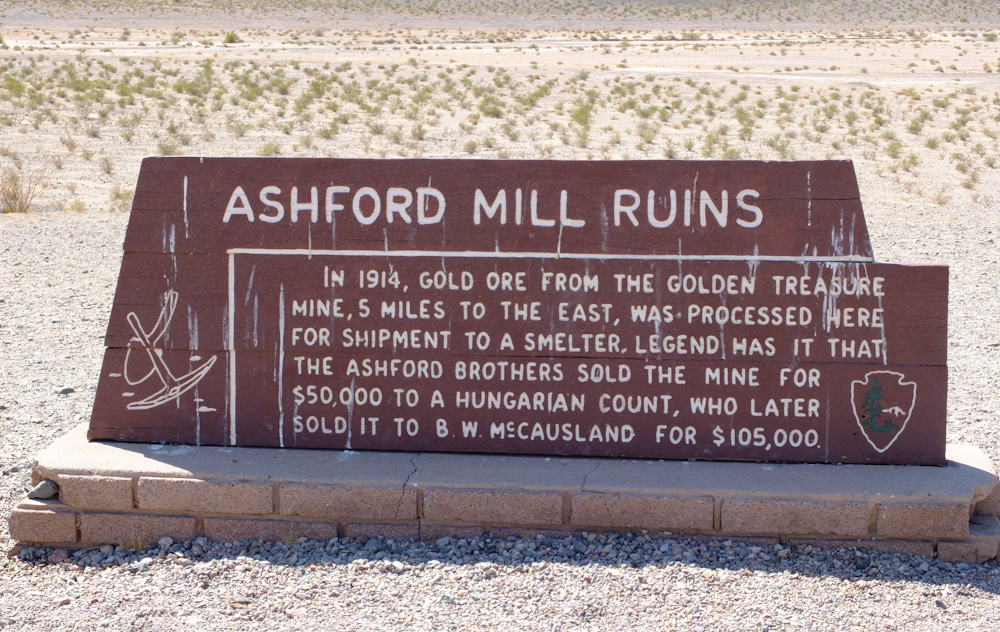 ASHFORD MILL RUINS
IN 1914, GOLD ORE FROM THE GOLDEN TREASURE
MINE, 5 MILES TO THE EAST, WAS PROCESSED HERE
FOR SHIPMENT TO A SMELTER. LEGEND HAS IT THAT
THE ASHFORD BROTHERS SOLD THE MINE FOR
$50,000 TO A HUNGARIAN COUNT, WHO LATER
SOLD IT TO B. W. McCAUSLAND FOR $105,000.